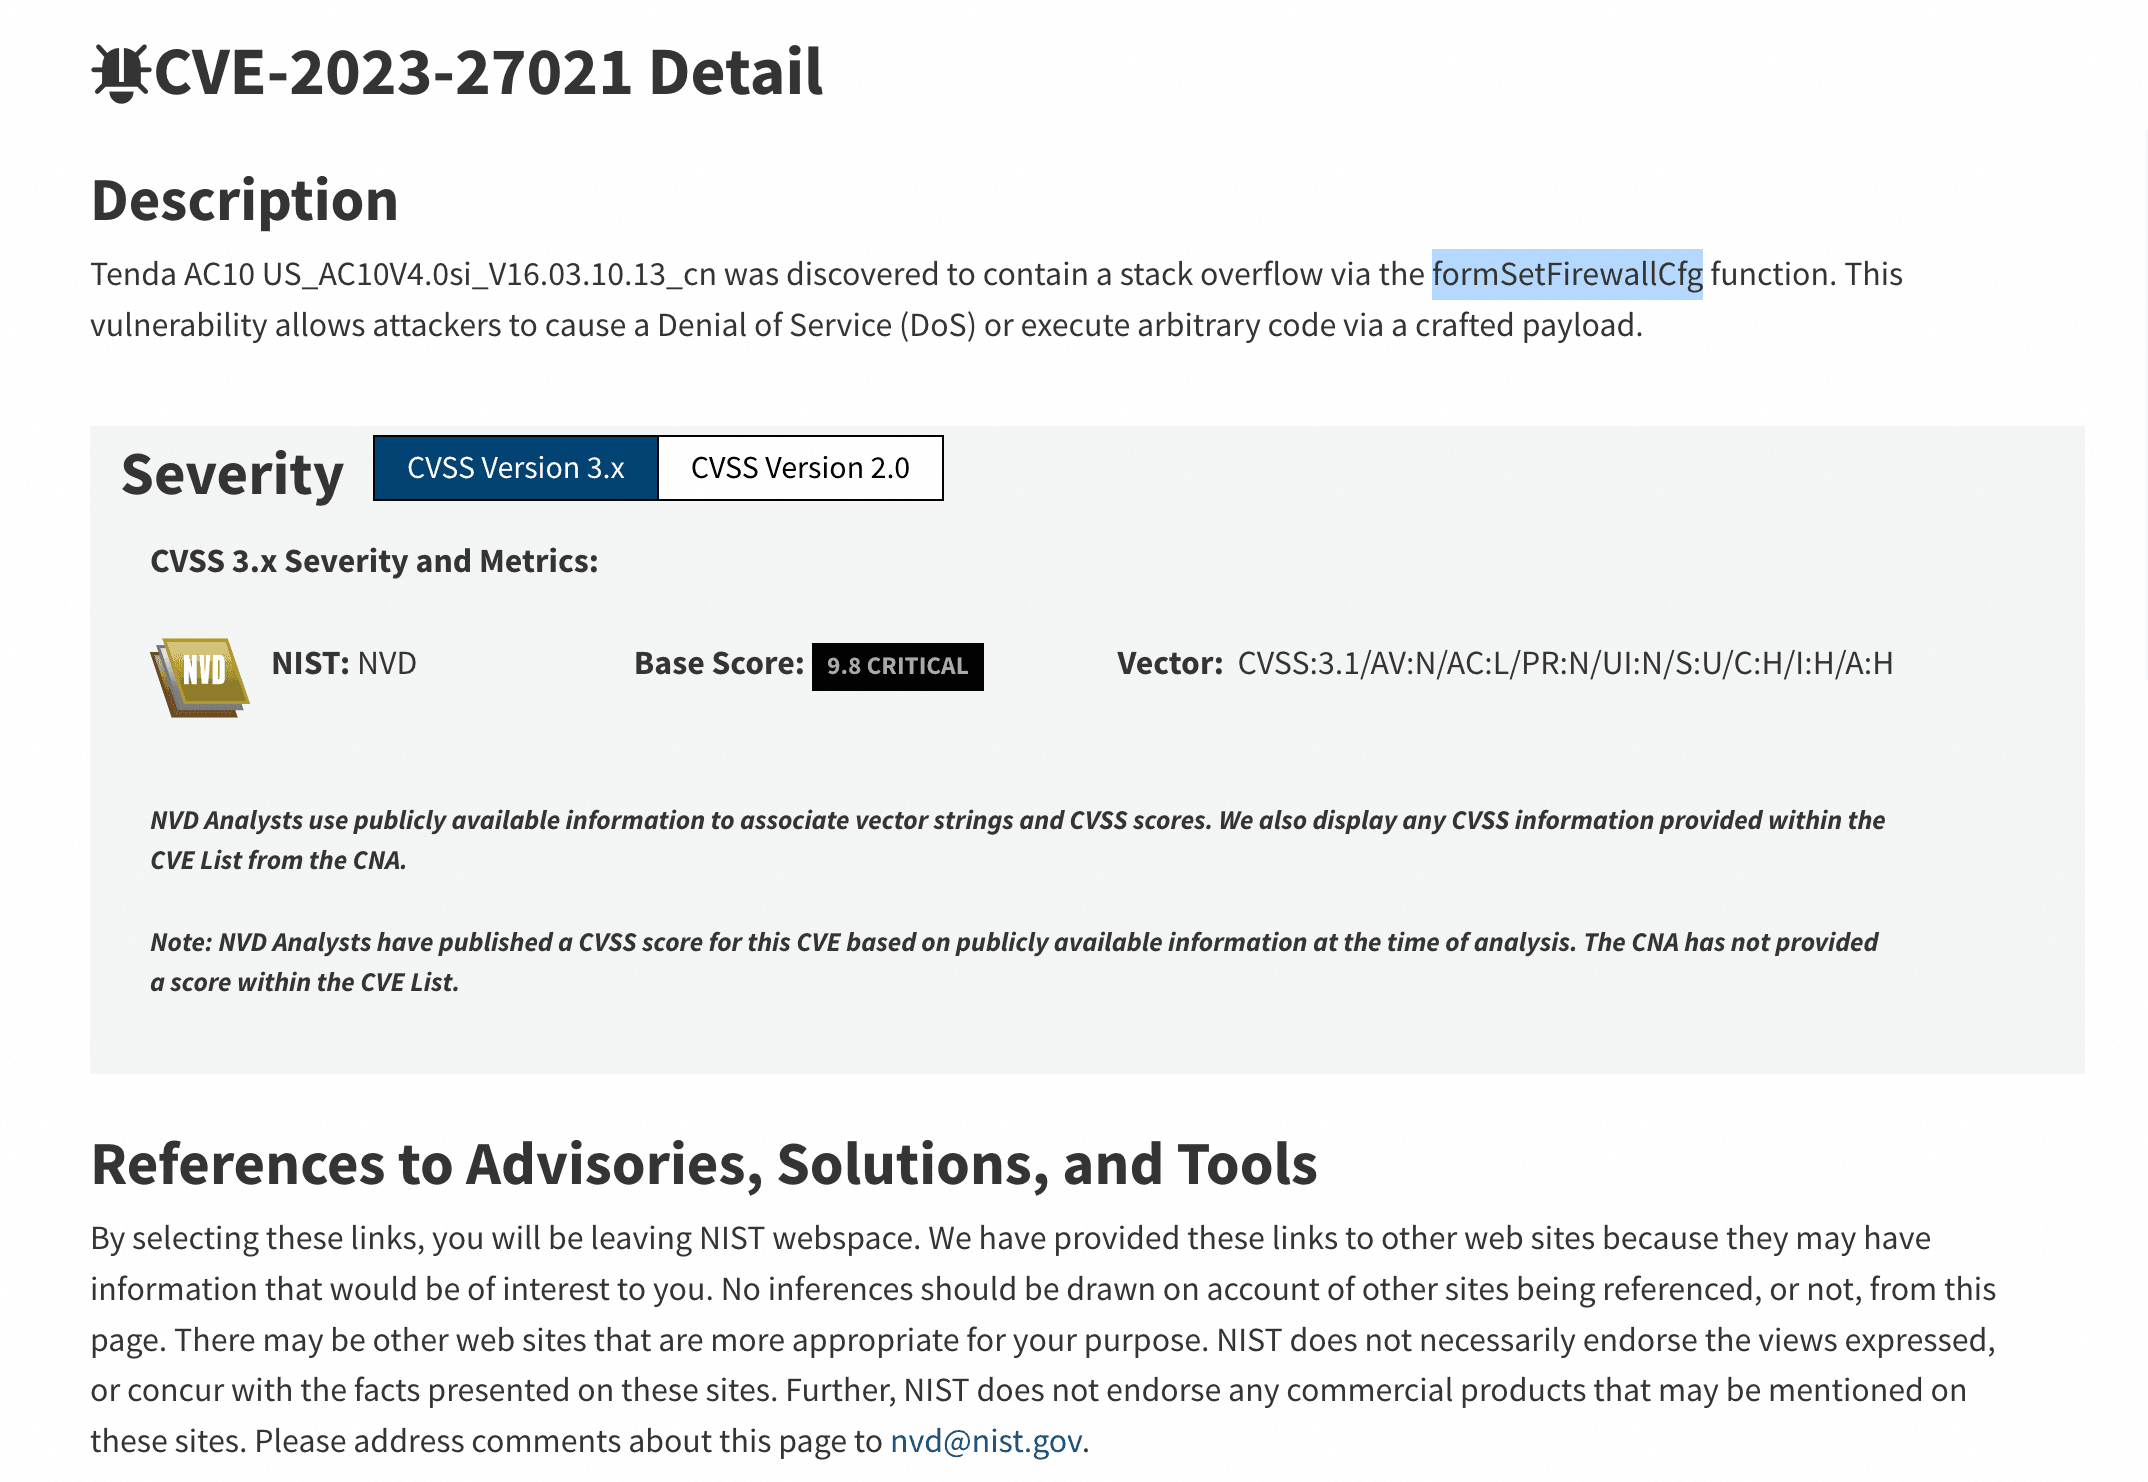 CVE-2023-27021 Detail
Description
Tenda AC10 US_AC10V4.0si_V16.03.10.13_cn was discovered to contain a stack overflow via the formSetFirewallCfg function. This
vulnerability allows attackers to cause a Denial of Service (DoS) or execute arbitrary code via a crafted payload.
Severity CVSS Version 3.x CVSS Version 2.0
CVSS 3.x Severity and Metrics:
NVD NIST: NVD Base Score: 9.8 CRITICAL Vector: CVSS:3.1/AV:N/AC:L/PR:N/UI:N/S:U/C:H/I:H/A:H
NVD Analysts use publicly available information to associate vector strings and CVSS scores. We also display any CVSS information provided within the
CVE List from the CNA.
Note: NVD Analysts have published a CVSS score for this CVE based on publicly available information at the time of analysis. The CNA has not provided
a score within the CVE List.
References to Advisories, Solutions, and Tools
By selecting these links, you will be leaving NIST webspace. We have provided these links to other web sites because they may have
information that would be of interest to you. No inferences should be drawn on account of other sites being referenced, or not, from this
page. There may be other web sites that are more appropriate for your purpose. NIST does not necessarily endorse the views expressed,
or concur with the facts presented on these sites. Further, NIST does not endorse any commercial products that may be mentioned on
these sites. Please address comments about this page to nvd@nist.gov.